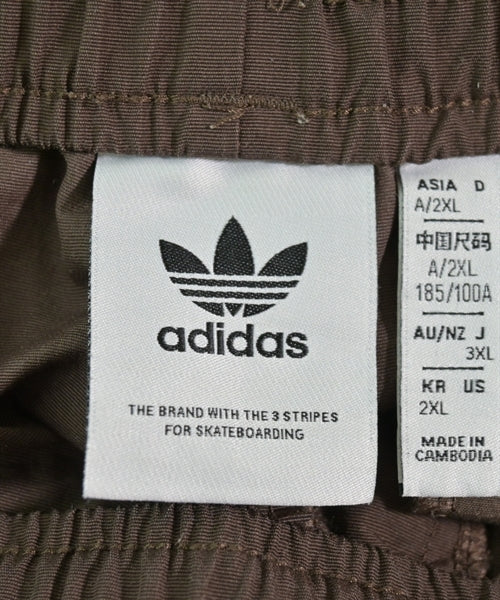 adidas
THE BRAND WITH THE 3 STRIPES
FOR SKATEBOARDING
ASIA D
A/2XL
中国尺码
A/2XL
185/100A
AU/NZ J
3XL
KR US
2XL
MADE IN
CAMBODIA